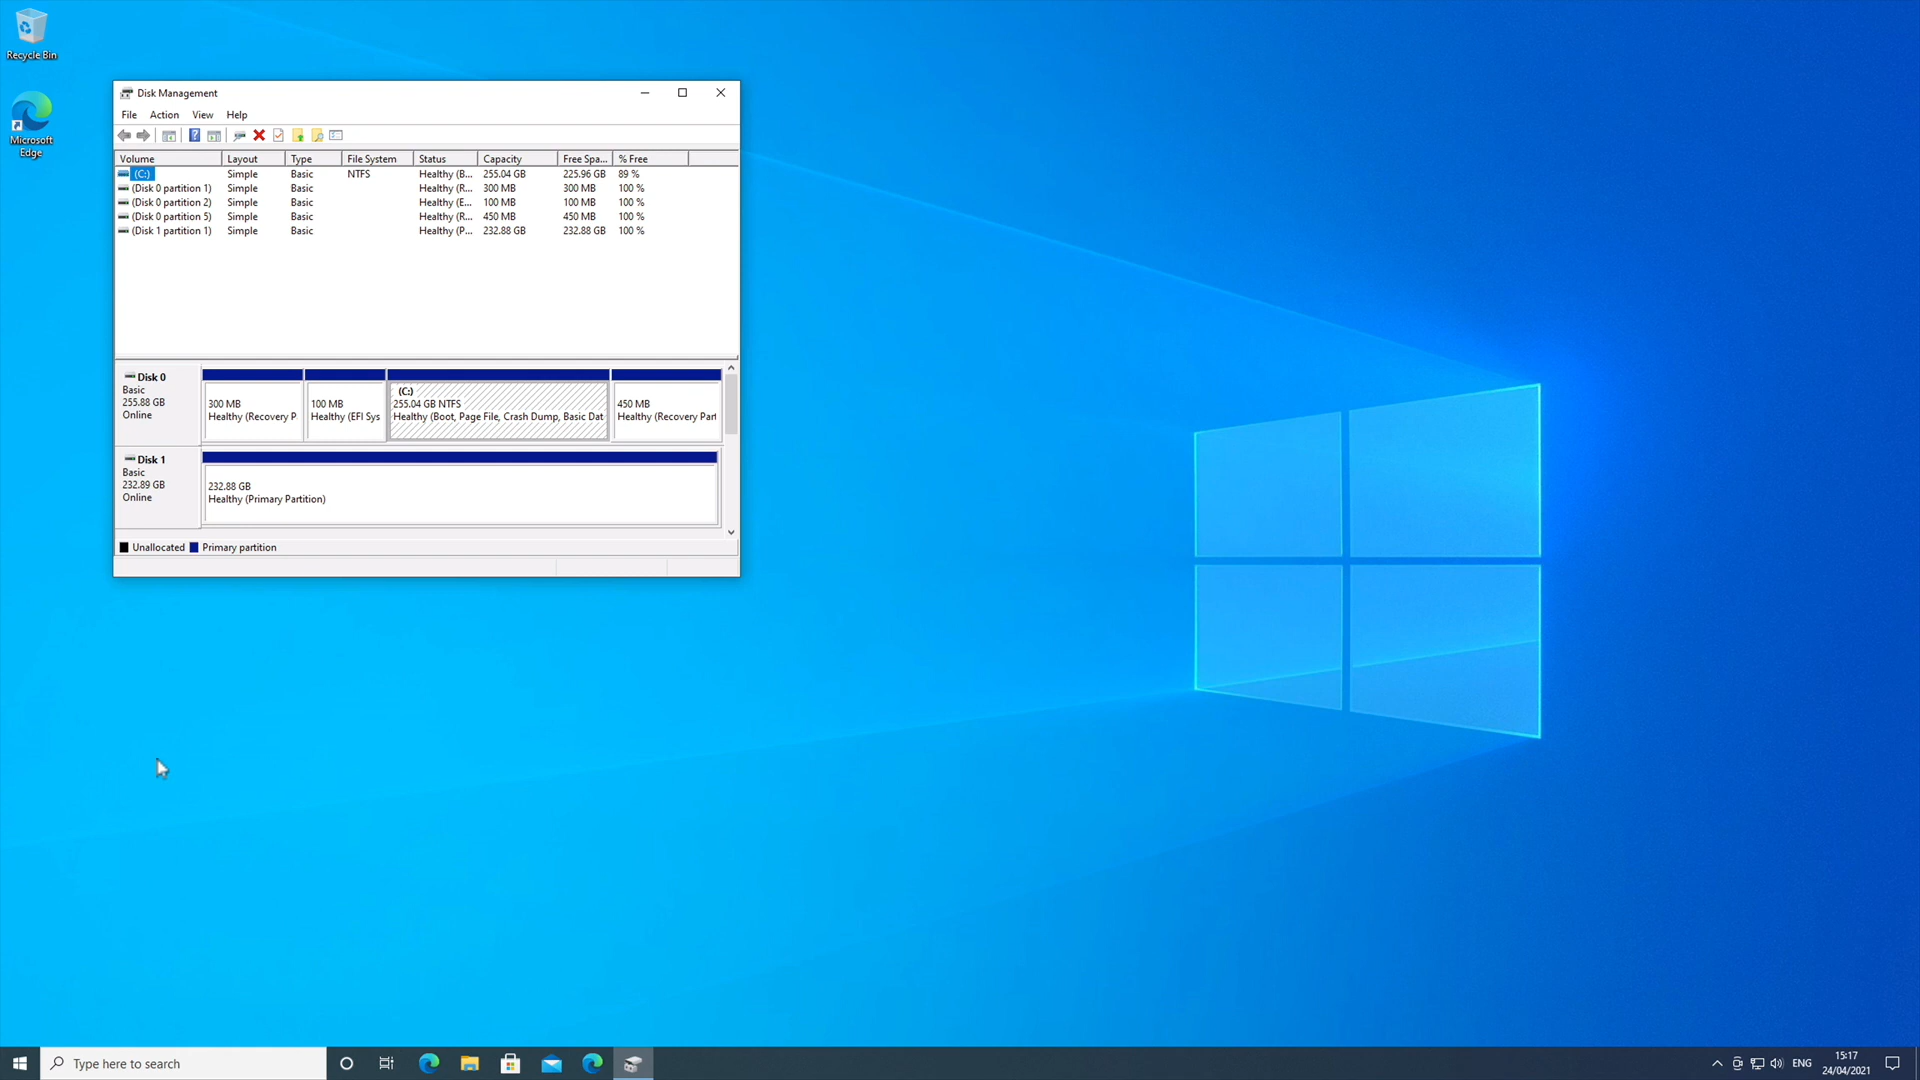 Recycle Bin
Microsoft
Edge
Disk Management
File Action View Help
Volume Layout Type File System Status Capacity Free Spa... % Free
(C:) Simple Basic NTFS Healthy (B... 255.04 GB 225.96 GB 89 %
(Disk 0 partition 1) Simple Basic Healthy (R... 300 MB 300 MB 100 %
(Disk 0 partition 2) Simple Basic Healthy (E... 100 MB 100 MB 100 %
(Disk 0 partition 5) Simple Basic Healthy (R... 450 MB 450 MB 100 %
(Disk 1 partition 1) Simple Basic Healthy (P... 232.88 GB 232.88 GB 100 %
Disk 0
Basic
255.88 GB
Online
300 MB
Healthy (Recovery P
100 MB
Healthy (EFI Sys
(C:)
255.04 GB NTFS
Healthy (Boot, Page File, Crash Dump, Basic Dat
450 MB
Healthy (Recovery Part
Disk 1
Basic
232.89 GB
Online
232.88 GB
Healthy (Primary Partition)
Unallocated Primary partition
Type here to search
ENG
15:17
24/04/2021